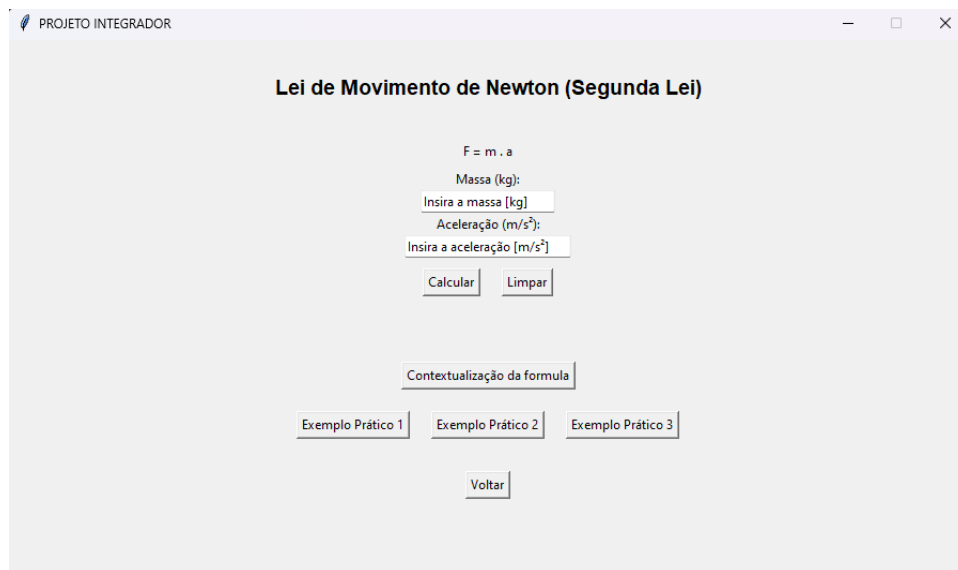 PROJETO INTEGRADOR
Lei de Movimento de Newton (Segunda Lei)
F = m . a
Massa (kg):
Insira a massa [kg]
Aceleração (m/s²):
Insira a aceleração [m/s²]
Calcular Limpar
Contextualização da formula
Exemplo Prático 1 Exemplo Prático 2 Exemplo Prático 3
Voltar